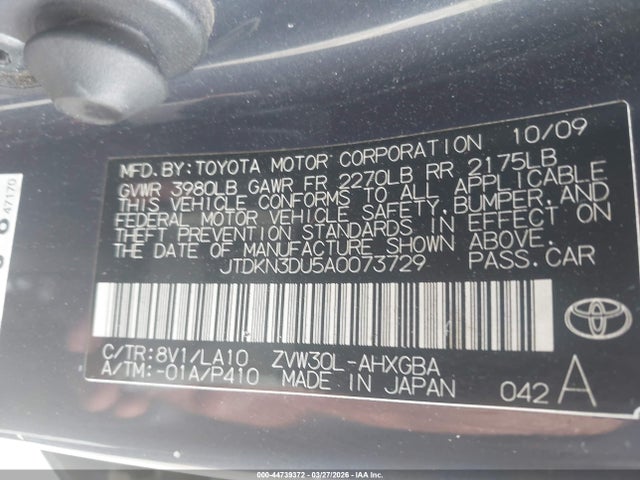 10/09
MFD. BY: TOYOTA MOTOR CORPORATION
GVWR 3980LB GAWR FR 2270LB RR 2175LB
THIS VEHICLE CONFORMS TO ALL APPLICABLE
FEDERAL MOTOR VEHICLE SAFETY, BUMPER, AND
THEFT PREVENTION STANDARDS IN EFFECT ON
THE DATE OF MANUFACTURE SHOWN ABOVE.
JTDKN3DU5A0073729 PASS.CAR
C/TR:8V1/LA10 ZVW30L-AHXGBA
A/TM:-01A/P410 MADE IN JAPAN 042 A
47170
000-44739372 | 03/27/2026 - © IAA, Inc.